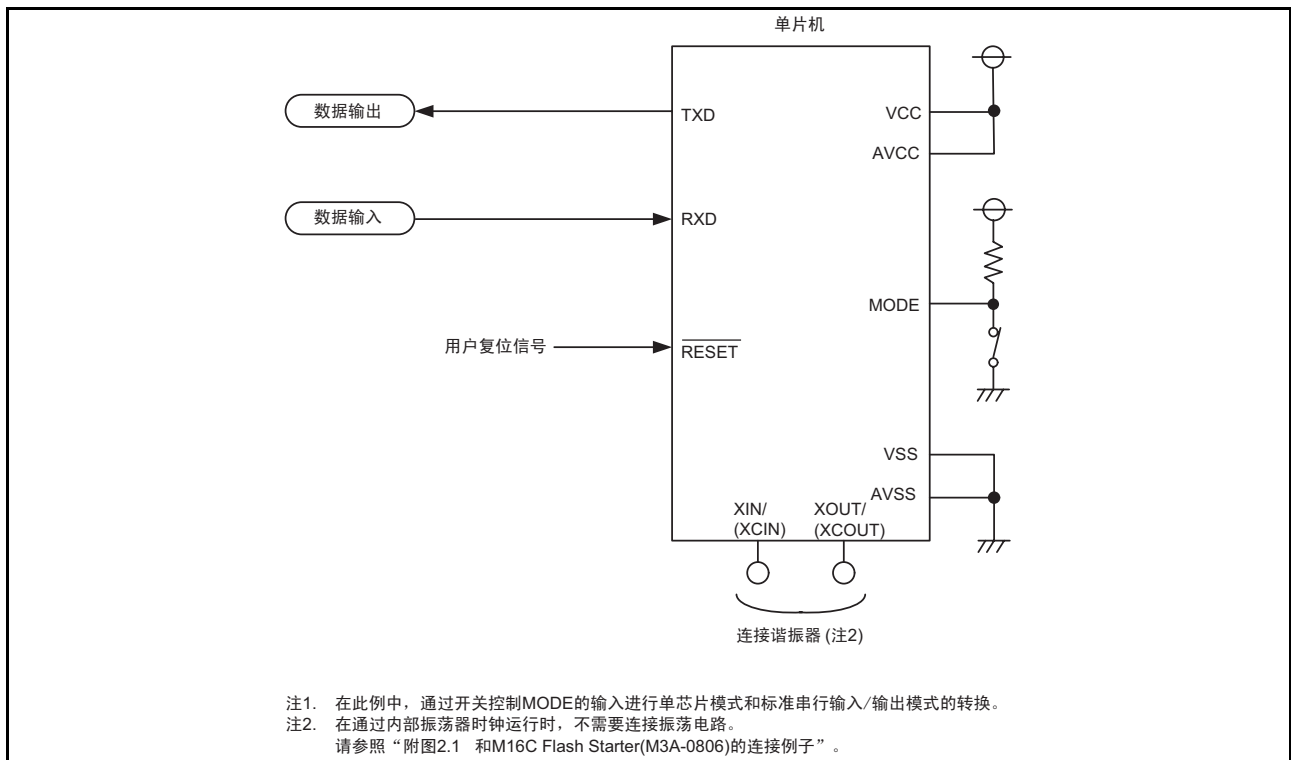 单片机
数据输出
TXD
VCC
AVCC
数据输入
RXD
MODE
用户复位信号
RESET
VSS
AVSS
XIN/
(XCIN)
XOUT/
(XCOUT)
连接谐振器 (注2)
注1. 在此例中，通过开关控制MODE的输入进行单芯片模式和标准串行输入/输出模式的转换。
注2. 在通过内部振荡器时钟运行时，不需要连接振荡电路。
请参照“附图2.1 和M16C Flash Starter(M3A-0806)的连接例子”。